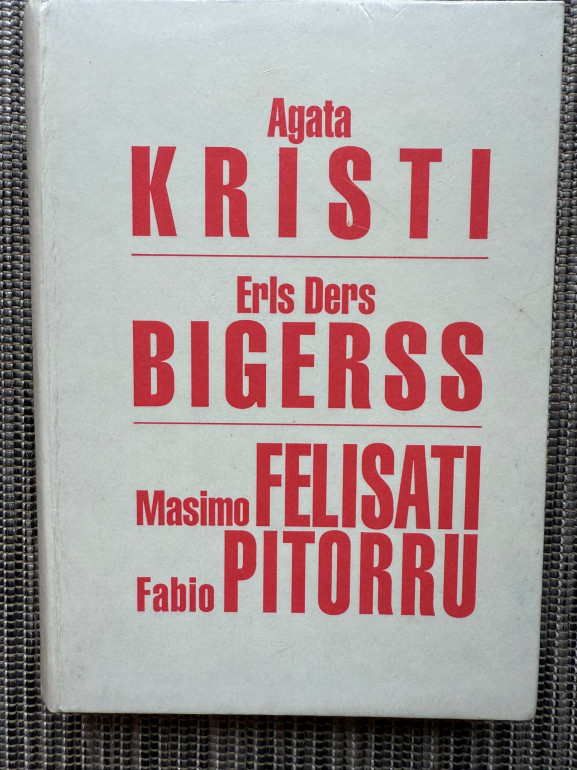 Agata
KRISTI
Erls Ders
BIGERSS
Masimo FELISATI
Fabio PITORRU